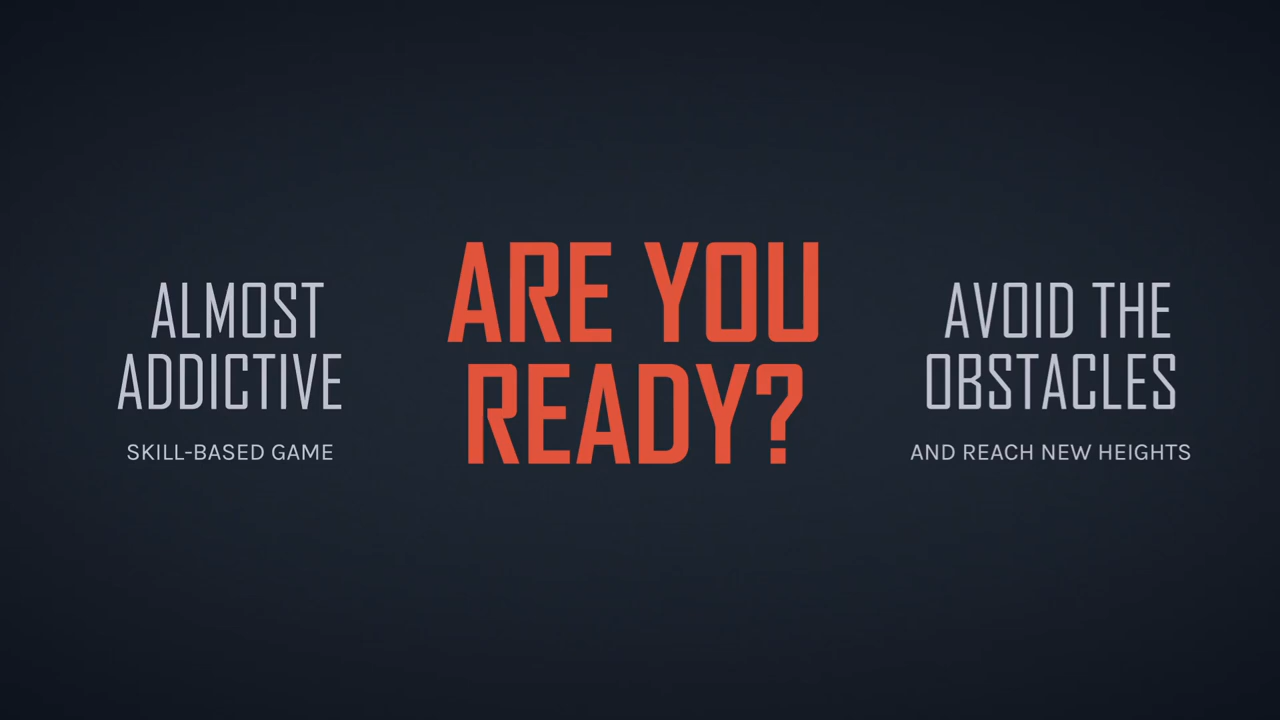 ALMOST
ADDICTIVE
SKILL-BASED GAME
ARE YOU
READY?
AVOID THE
OBSTACLES
AND REACH NEW HEIGHTS